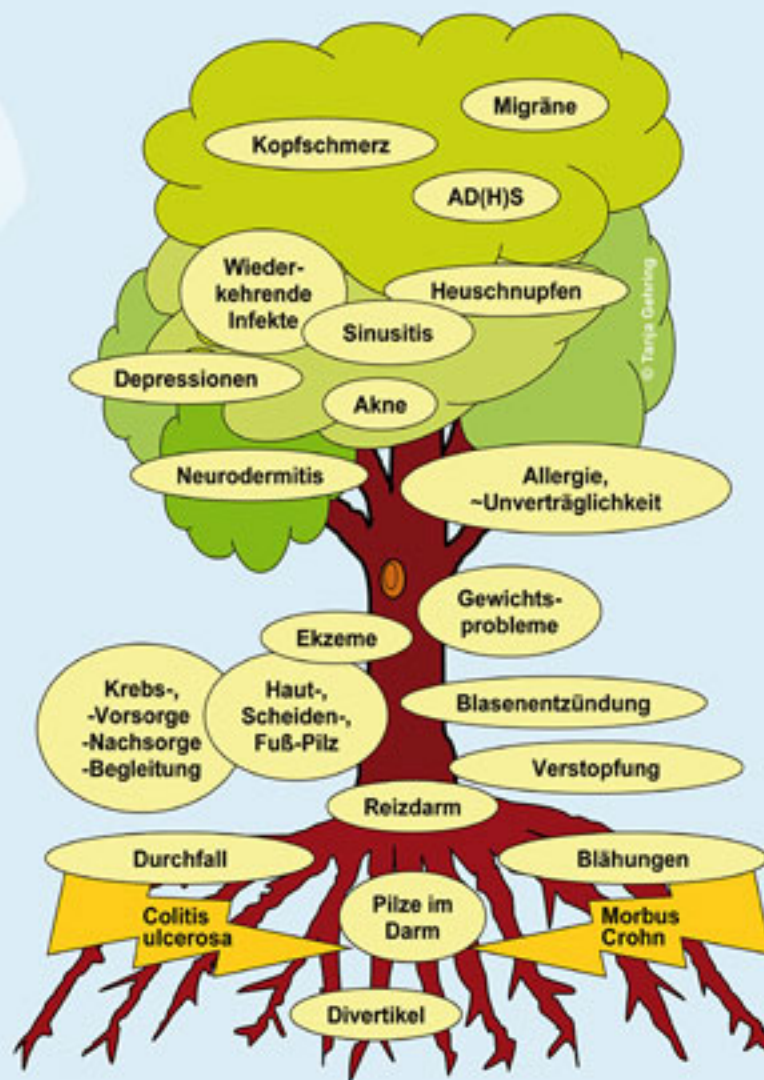 Migräne
Kopfschmerz
AD(H)S
Wieder-
kehrende
Infekte
Heuschnupfen
Sinusitis
© Tanja Gehring
Depressionen
Akne
Neurodermitis
Allergie,
~Unverträglichkeit
Gewichts-
probleme
Ekzeme
Krebs-,
-Vorsorge
-Nachsorge
-Begleitung
Haut-,
Scheiden-,
Fuß-Pilz
Blasenentzündung
Verstopfung
Reizdarm
Durchfall
Blähungen
Colitis
ulcerosa
Pilze im
Darm
Morbus
Crohn
Divertikel